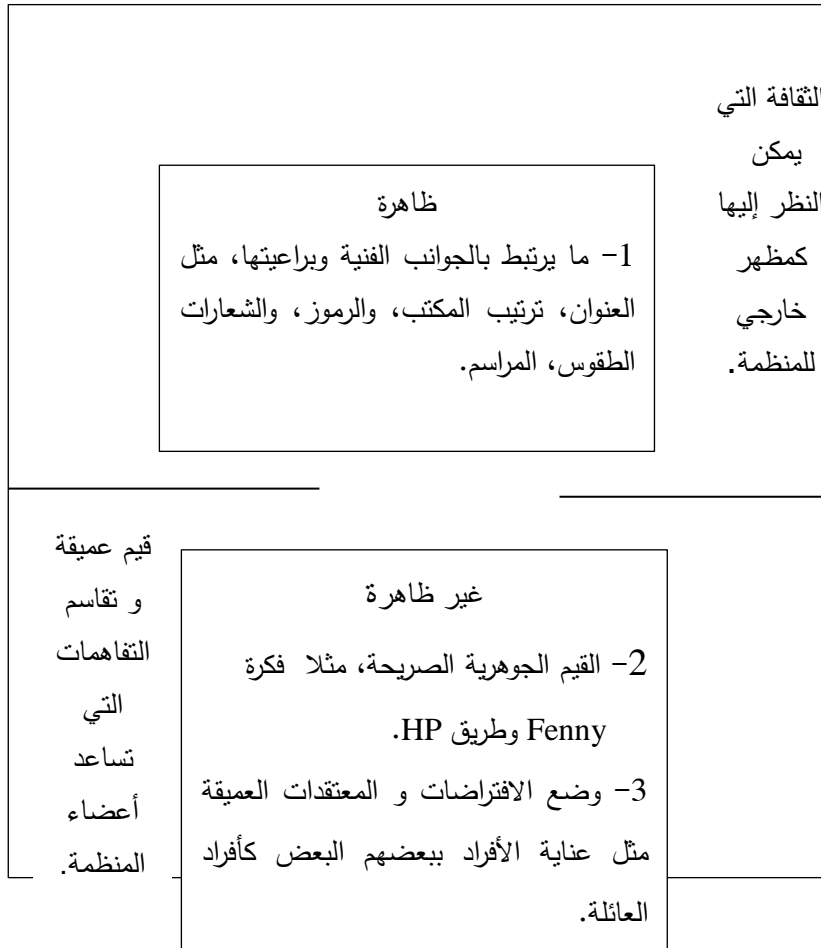 الثقافة التي
يمكن
النظر إليها
كمظهر
خارجي
للمنظمة.
ظاهرة
1- ما يرتبط بالجوانب الفنية وبراعيتها، مثل
العنوان، ترتيب المكتب، والرموز، والشعارات
الطقوس، المراسم.
غير ظاهرة
2- القيم الجوهرية الصريحة، مثلا فكرة
Fenny وطريق HP.
3- وضع الافتراضات و المعتقدات العميقة
مثل عناية الأفراد ببعضهم البعض كأفراد
العائلة.
قيم عميقة
و تقاسم
التفاهمات
التي
تساعد
أعضاء
المنظمة.